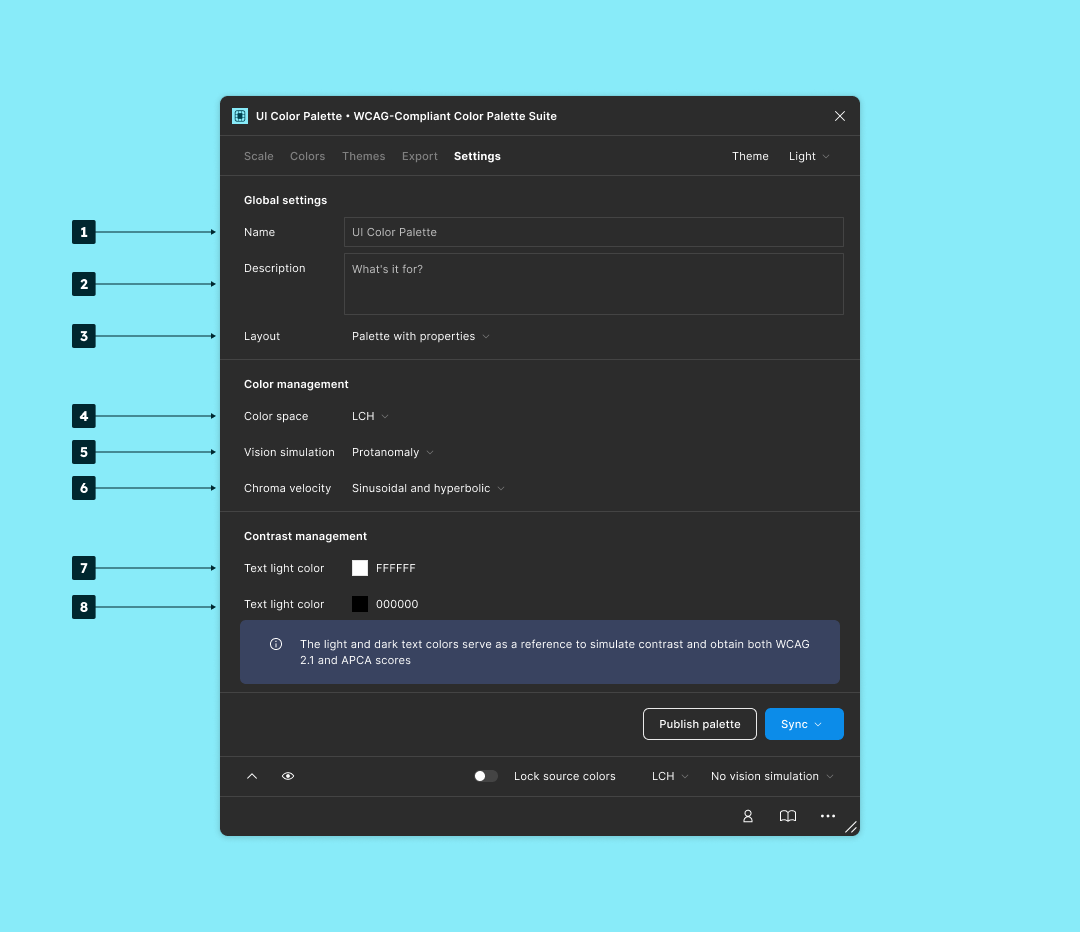 UI Color Palette • WCAG-Compliant Color Palette Suite
Scale Colors Themes Export Settings Theme Light
Global settings
1 Name UI Color Palette
2 Description What's it for?
3 Layout Palette with properties
Color management
4 Color space LCH
5 Vision simulation Protanomaly
6 Chroma velocity Sinusoidal and hyperbolic
Contrast management
7 Text light color FFFFFF
8 Text light color 000000
The light and dark text colors serve as a reference to simulate contrast and obtain both WCAG
2.1 and APCA scores
Publish palette Sync
Lock source colors LCH No vision simulation